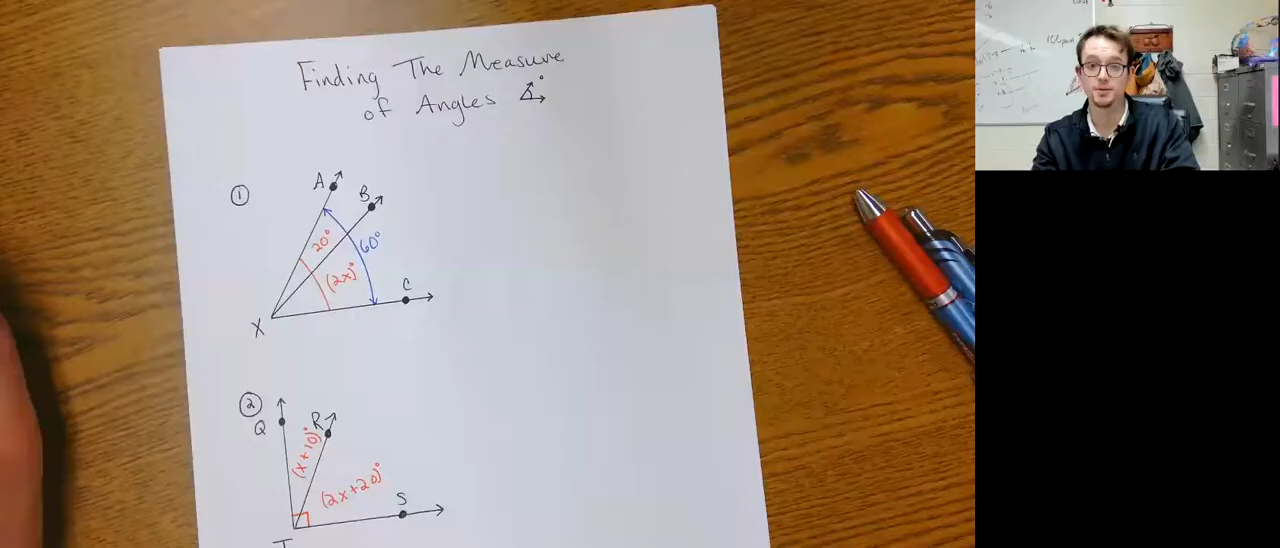 Finding The Measure
of Angles
①
A
B
20°
60°
(2x)°
C
X
②
Q
R
(x+10)°
(2x+20)°
S
T